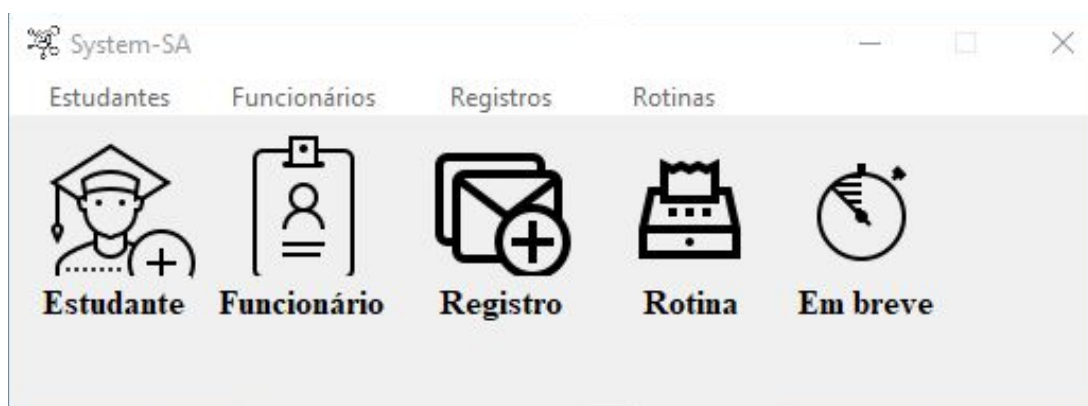 System-SA
Estudantes Funcionários Registros Rotinas
Estudante Funcionário Registro Rotina Em breve